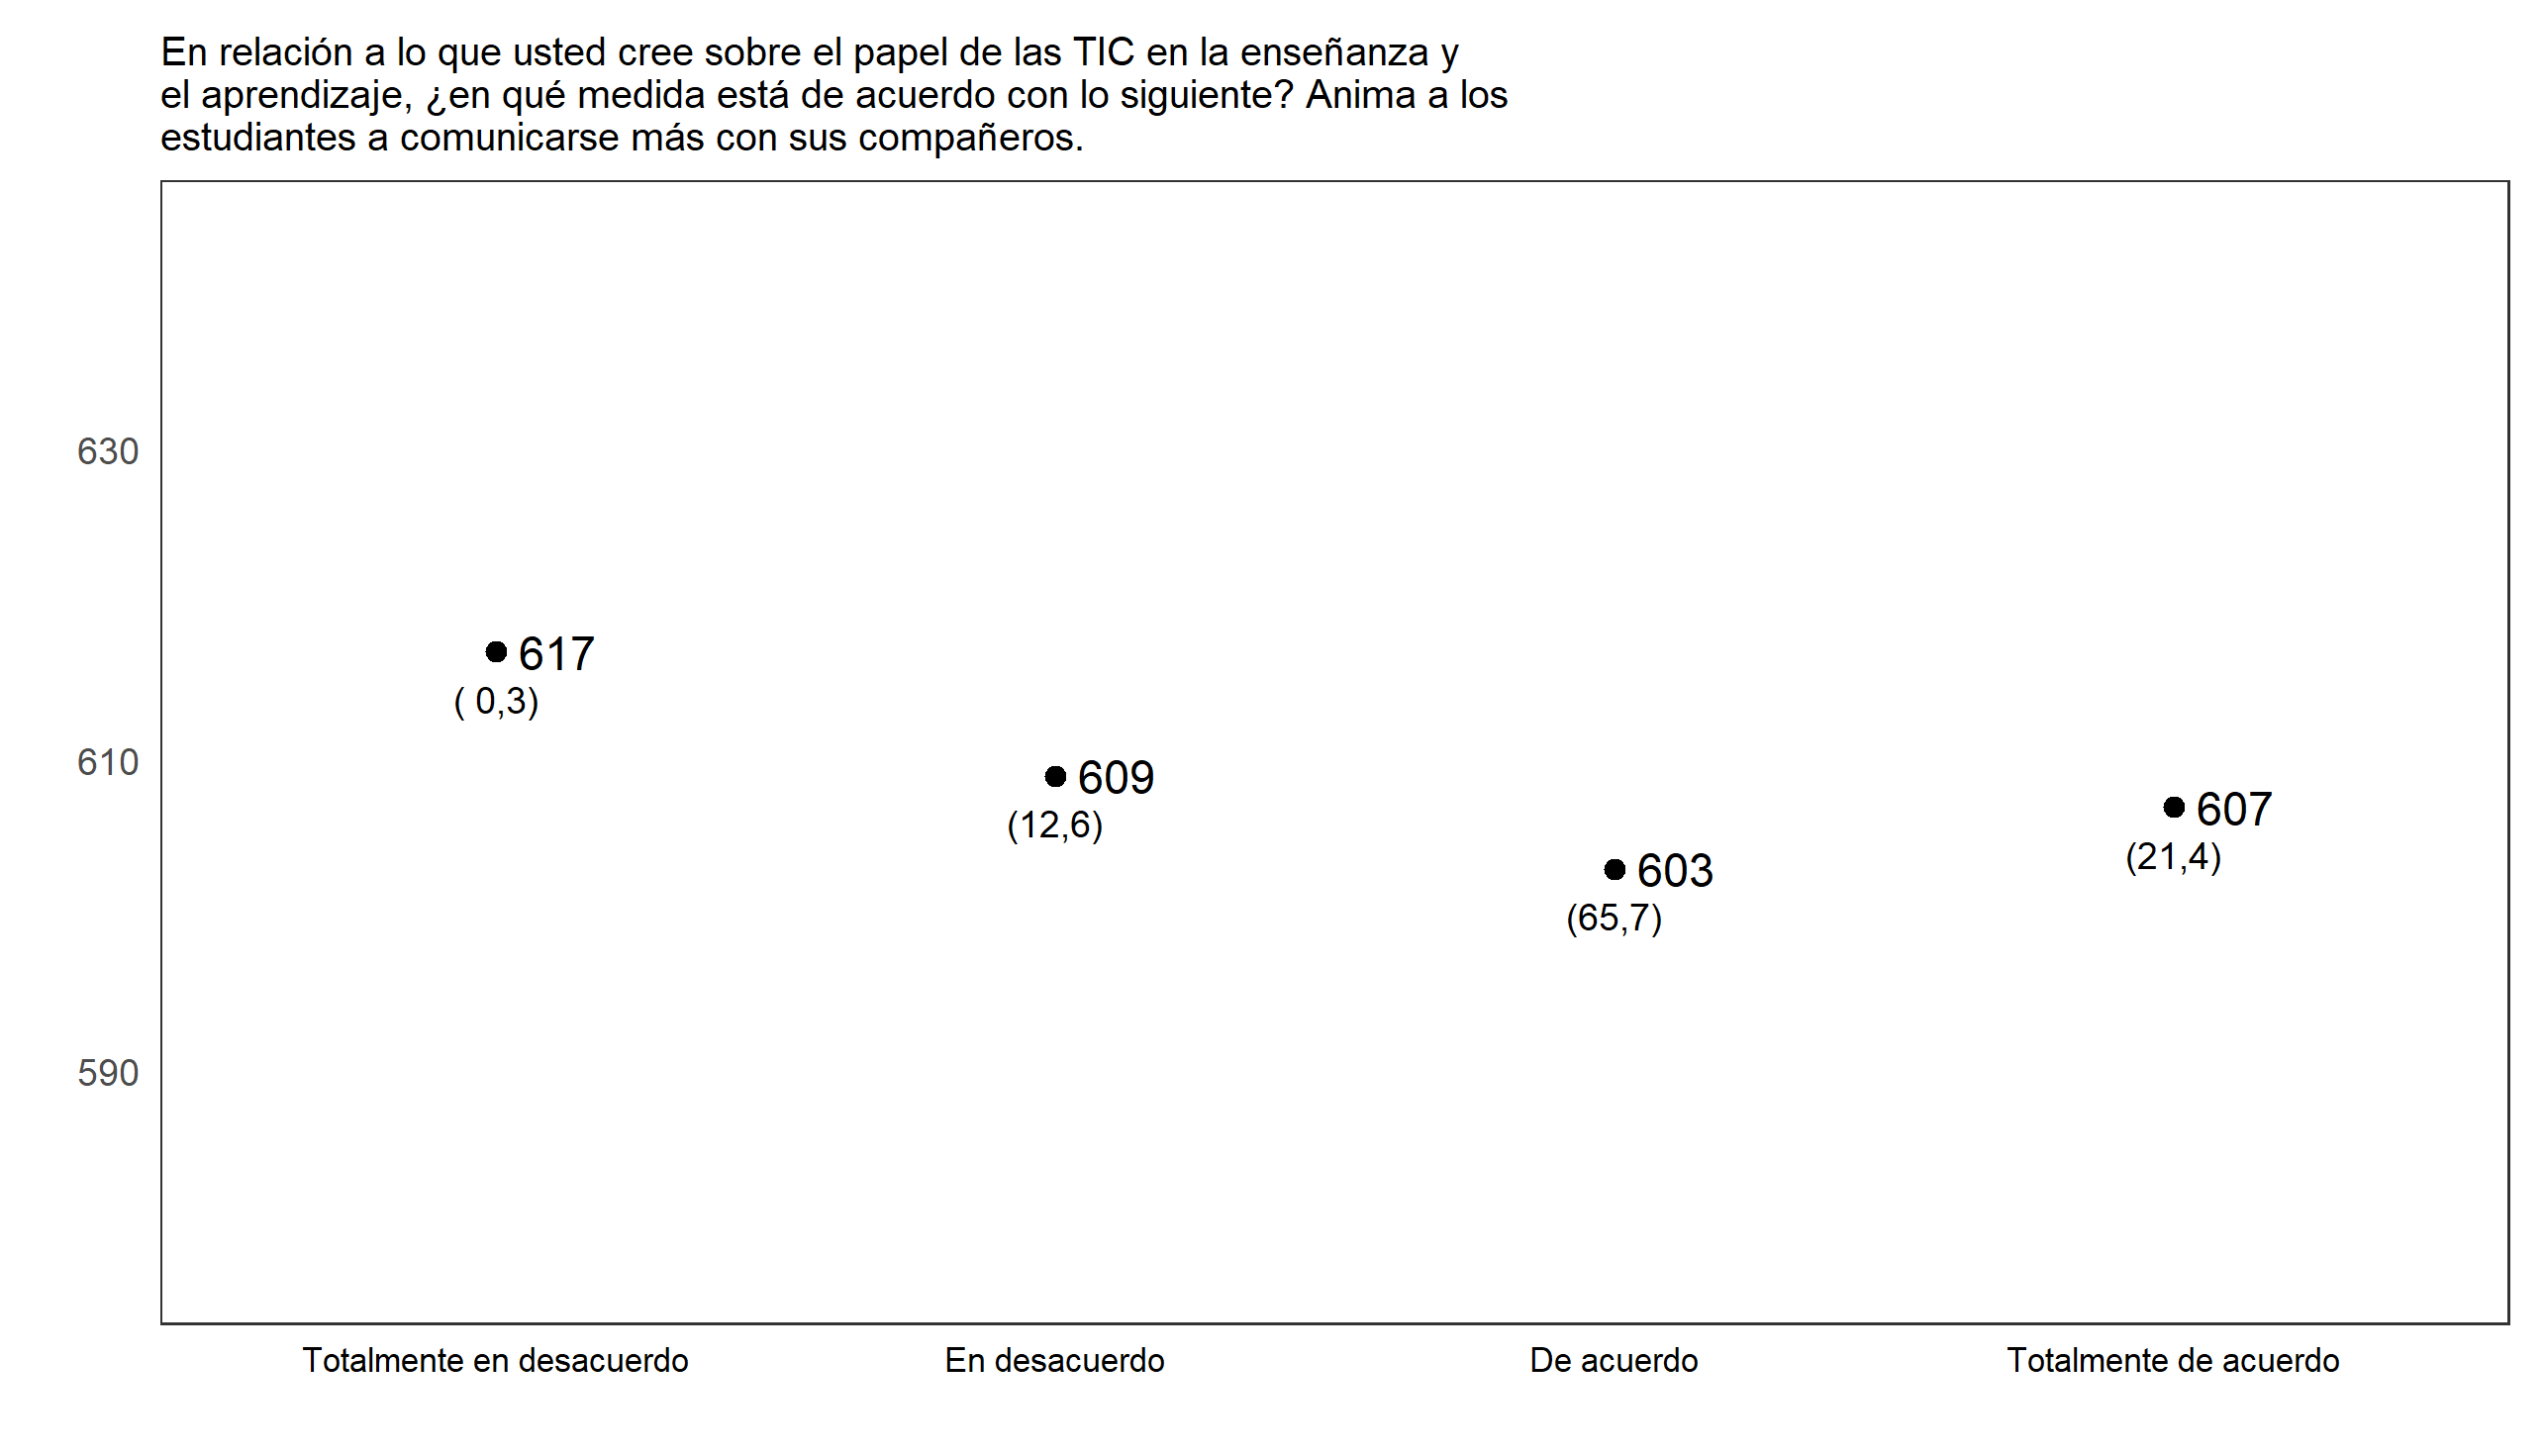 En relación a lo que usted cree sobre el papel de las TIC en la enseñanza y
el aprendizaje, ¿en qué medida está de acuerdo con lo siguiente? Anima a los
estudiantes a comunicarse más con sus compañeros.
630
617
( 0,3)
610
609
(12,6)
607
(21,4)
603
(65,7)
590
Totalmente en desacuerdo
En desacuerdo
De acuerdo
Totalmente de acuerdo